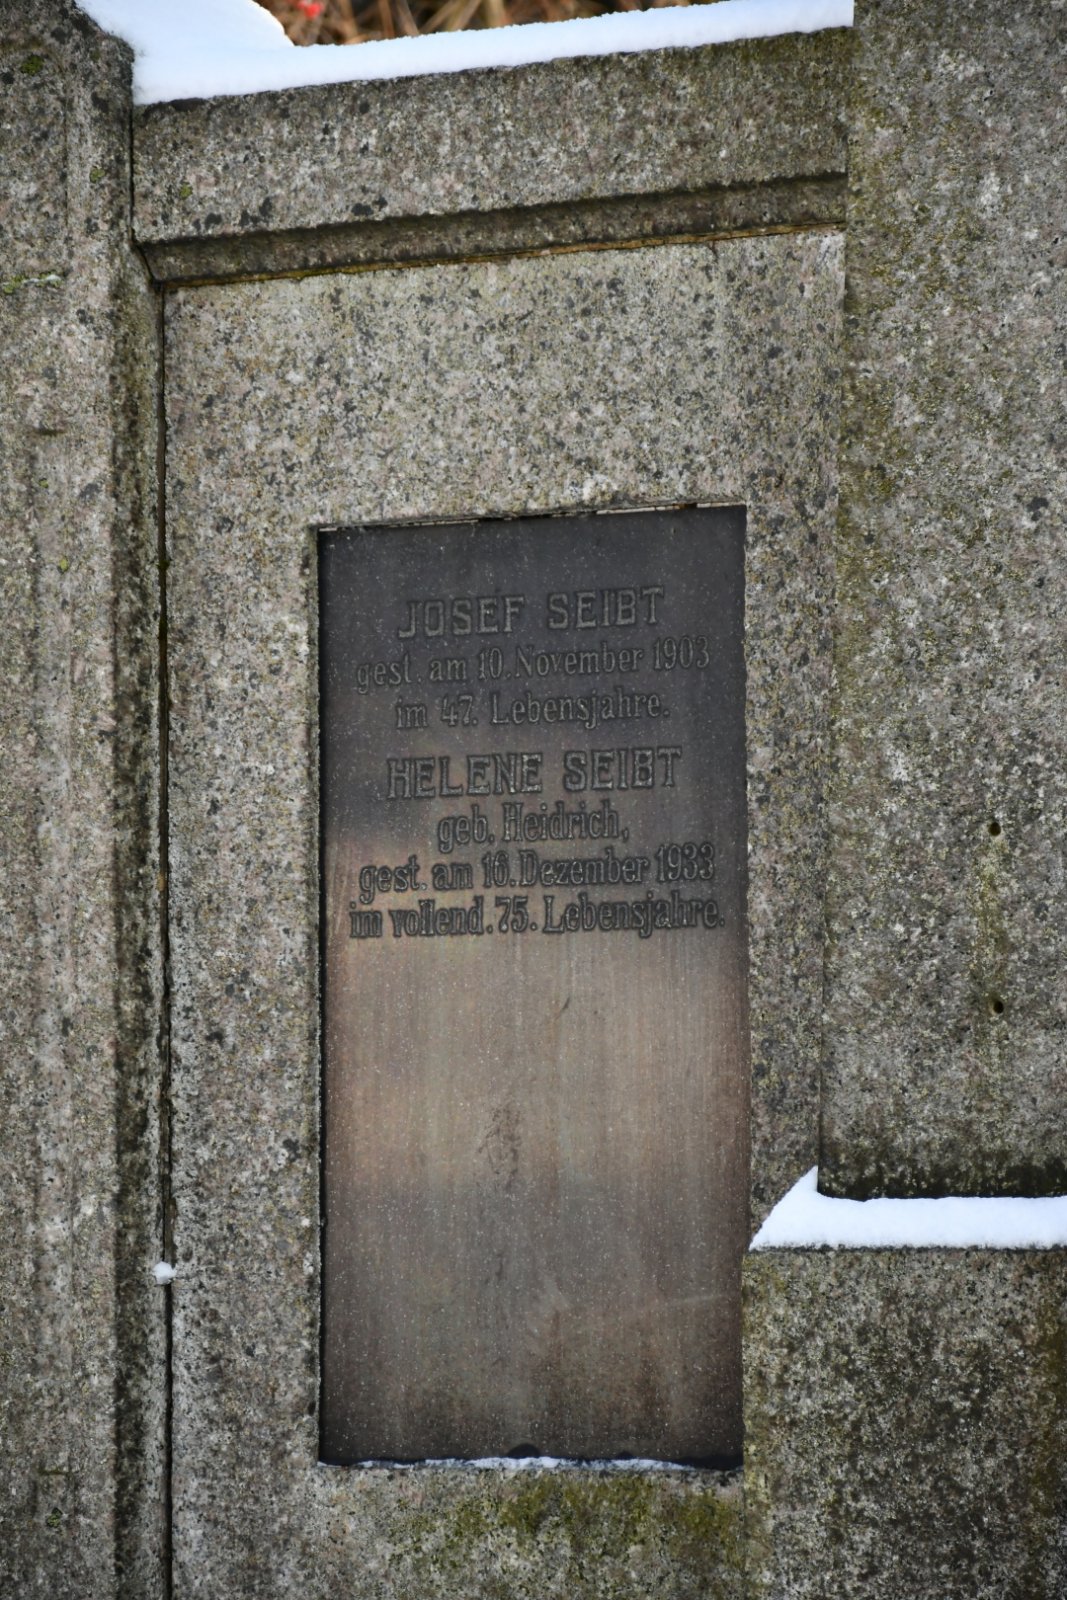 JOSEF SEIBT
gest. am 10. November 1903
im 47. Lebensjahre.
HELENE SEIBT
geb. Heidrich,
gest. am 16. Dezember 1933
im vollend. 75. Lebensjahre.